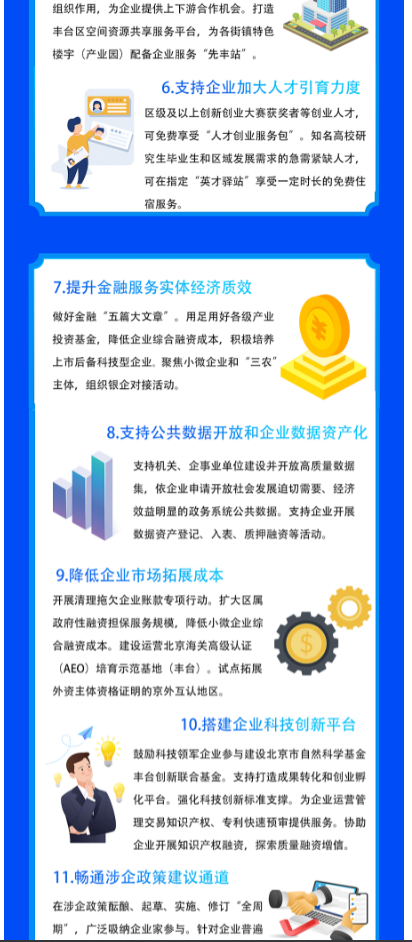 组织作用，为企业提供上下游合作机会。打造
丰台区空间资源共享服务平台，为各街镇特色
楼宇（产业园）配备企业服务“先丰站”。
6.支持企业加大人才引育力度
区级及以上创新创业大赛获奖者等创业人才，
可免费享受“人才创业服务包”。知名高校研
究生毕业生和区域发展需求的急需紧缺人才，
可在指定“英才驿站”享受一定时长的免费住
宿服务。
7.提升金融服务实体经济质效
做好金融“五篇大文章”。用足用好各级产业
投资基金，降低企业综合融资成本，积极培养
上市后备科技型企业。聚焦小微企业和“三农”
主体，组织银企对接活动。
8.支持公共数据开放和企业数据资产化
支持机关、企事业单位建设并开放高质量数据
集，依企业申请开放社会发展迫切需要、经济
效益明显的政务系统公共数据。支持企业开展
数据资产登记、入表、质押融资等活动。
9.降低企业市场拓展成本
开展清理拖欠企业账款专项行动。扩大区属
政府性融资担保服务规模，降低小微企业综
合融资成本。建设运营北京海关高级认证
（AEO）培育示范基地（丰台）。试点拓展
外资主体资格证明的京外互认地区。
10.搭建企业科技创新平台
鼓励科技领军企业参与建设北京市自然科学基金
丰台创新联合基金。支持打造成果转化和创业孵
化平台。强化科技创新标准支撑。为企业运营管
理交易知识产权、专利快速预审提供服务。协助
企业开展知识产权融资，探索质量融资增信。
11.畅通涉企政策建议通道
在涉企政策酝酿、起草、实施、修订“全周
期”，广泛吸纳企业家参与。针对企业普遍